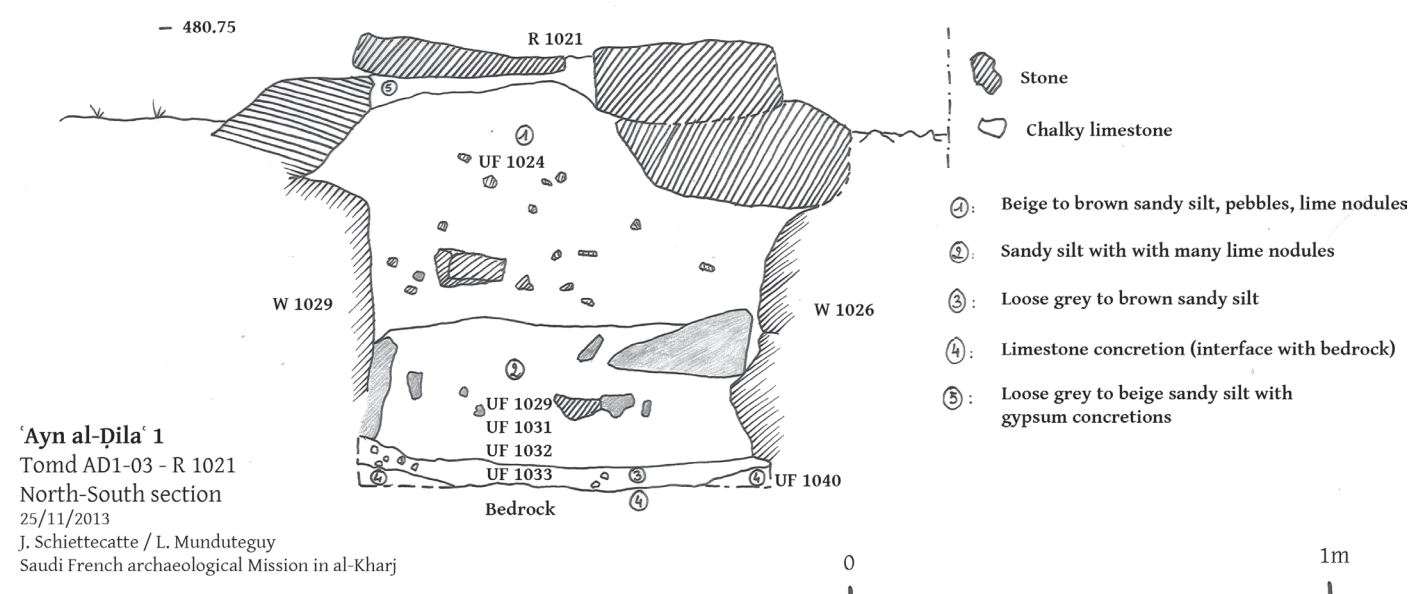 – 480.75
R 1021
5
1
UF 1024
W 1029
W 1026
2
UF 1029
UF 1031
UF 1032
UF 1033
3
4
4
UF 1040
4
Bedrock
Stone
Chalky limestone
1: Beige to brown sandy silt, pebbles, lime nodules
2: Sandy silt with with many lime nodules
3: Loose grey to brown sandy silt
4: Limestone concretion (interface with bedrock)
5: Loose grey to beige sandy silt with
gypsum concretions
ʿAyn al-Ḍilaʿ 1
Tomd AD1-03 - R 1021
North-South section
25/11/2013
J. Schiettecatte / L. Munduteguy
Saudi French archaeological Mission in al-Kharj
0
1m